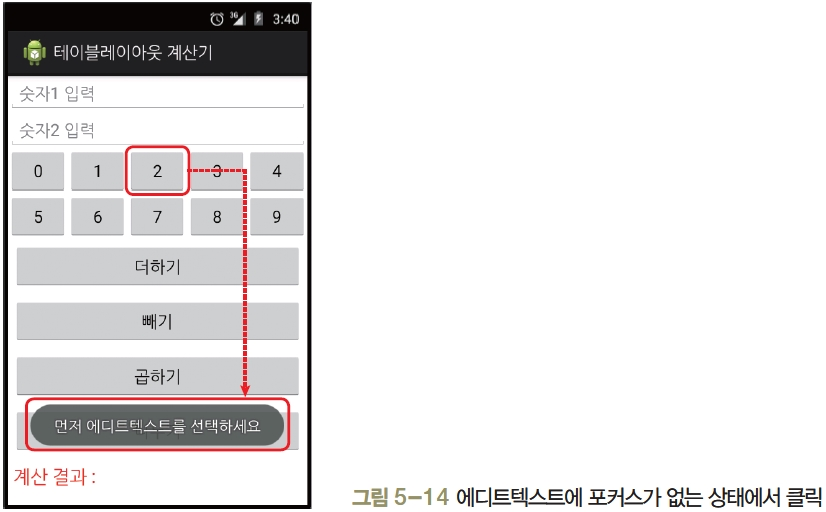 3G 3:40
테이블레이아웃 계산기
숫자1 입력
숫자2 입력
0 1 2 3 4
5 6 7 8 9
더하기
빼기
곱하기
먼저 에디트텍스트를 선택하세요
계산 결과 :
그림 5-14 에디트텍스트에 포커스가 없는 상태에서 클릭